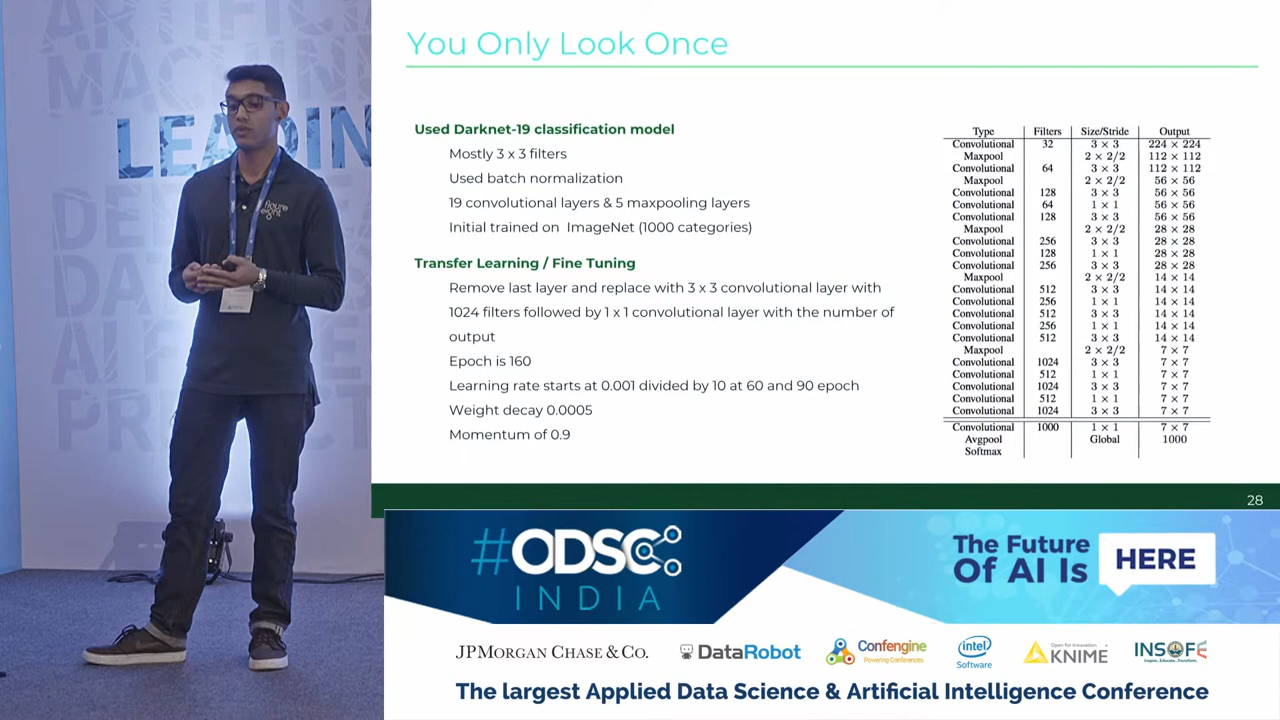 You Only Look Once
Used Darknet-19 classification model
Mostly 3 x 3 filters
Used batch normalization
19 convolutional layers & 5 maxpooling layers
Initial trained on ImageNet (1000 categories)
Transfer Learning / Fine Tuning
Remove last layer and replace with 3 x 3 convolutional layer with
1024 filters followed by 1 x 1 convolutional layer with the number of
output
Epoch is 160
Learning rate starts at 0.001 divided by 10 at 60 and 90 epoch
Weight decay 0.0005
Momentum of 0.9
Type Filters Size/Stride Output
Convolutional 32 3 × 3 224 × 224
Maxpool 2 × 2/2 112 × 112
Convolutional 64 3 × 3 112 × 112
Maxpool 2 × 2/2 56 × 56
Convolutional 128 3 × 3 56 × 56
Convolutional 64 1 × 1 56 × 56
Convolutional 128 3 × 3 56 × 56
Maxpool 2 × 2/2 28 × 28
Convolutional 256 3 × 3 28 × 28
Convolutional 128 1 × 1 28 × 28
Convolutional 256 3 × 3 28 × 28
Maxpool 2 × 2/2 14 × 14
Convolutional 512 3 × 3 14 × 14
Convolutional 256 1 × 1 14 × 14
Convolutional 512 3 × 3 14 × 14
Convolutional 256 1 × 1 14 × 14
Convolutional 512 3 × 3 14 × 14
Maxpool 2 × 2/2 7 × 7
Convolutional 1024 3 × 3 7 × 7
Convolutional 512 1 × 1 7 × 7
Convolutional 1024 3 × 3 7 × 7
Convolutional 512 1 × 1 7 × 7
Convolutional 1024 3 × 3 7 × 7
Convolutional 1000 1 × 1 7 × 7
Avgpool Global 1000
Softmax
28
LEADIN
figure
eight
#ODSC
INDIA
The Future
Of AI Is HERE
JPMORGAN CHASE & CO.
DataRobot
Confengine
Powering Conferences
intel
Software
Open for Innovation
KNIME
INSOFE
Inspire...Educate...Transform.
The largest Applied Data Science & Artificial Intelligence Conference